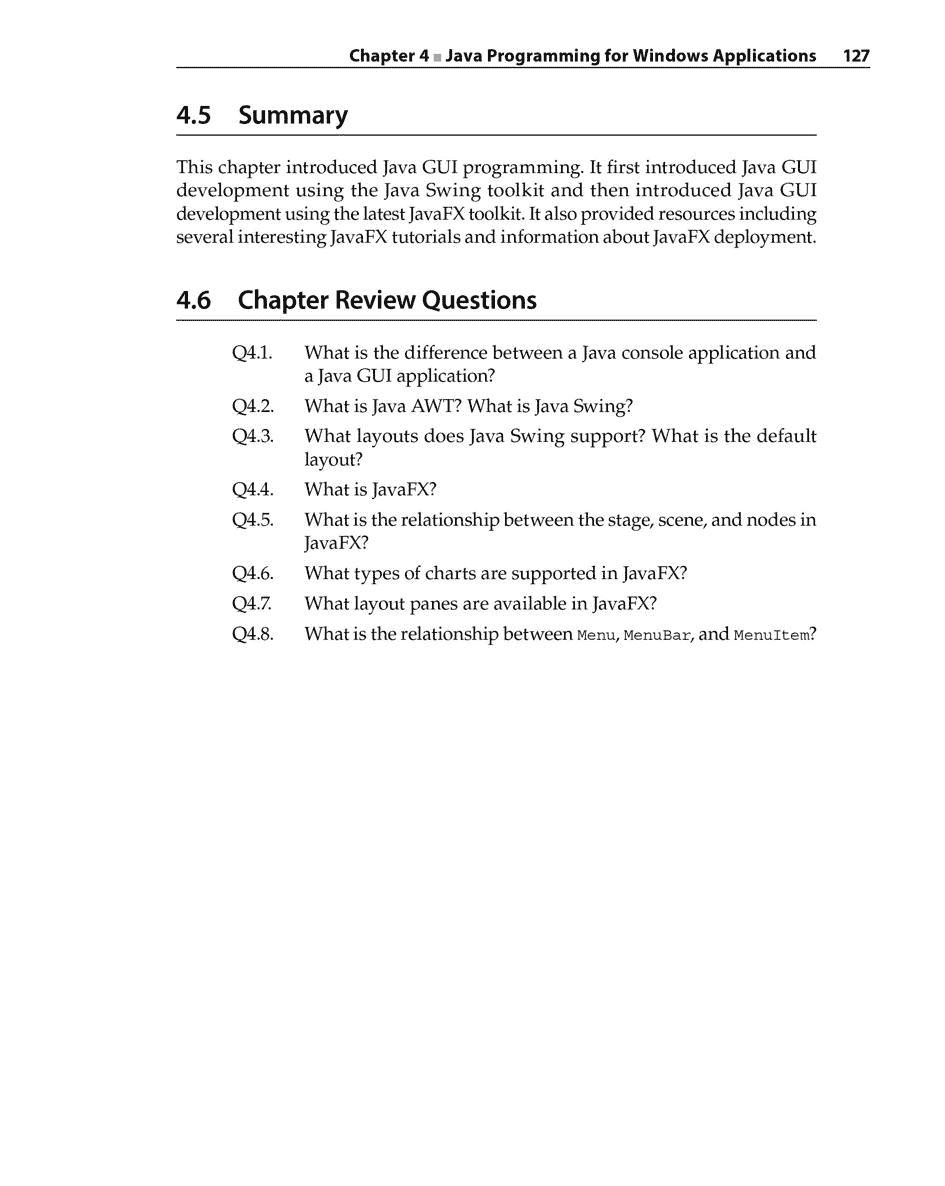 Chapter 4 ■ Java Programming for Windows Applications 127
4.5 Summary
This chapter introduced Java GUI programming. It first introduced Java GUI
development using the Java Swing toolkit and then introduced Java GUI
development using the latest JavaFX toolkit. It also provided resources including
several interesting JavaFX tutorials and information about JavaFX deployment.
4.6 Chapter Review Questions
Q4.1. What is the difference between a Java console application and
a Java GUI application?
Q4.2. What is Java AWT? What is Java Swing?
Q4.3. What layouts does Java Swing support? What is the default
layout?
Q4.4. What is JavaFX?
Q4.5. What is the relationship between the stage, scene, and nodes in
JavaFX?
Q4.6. What types of charts are supported in JavaFX?
Q4.7. What layout panes are available in JavaFX?
Q4.8. What is the relationship between Menu, MenuBar, and MenuItem?